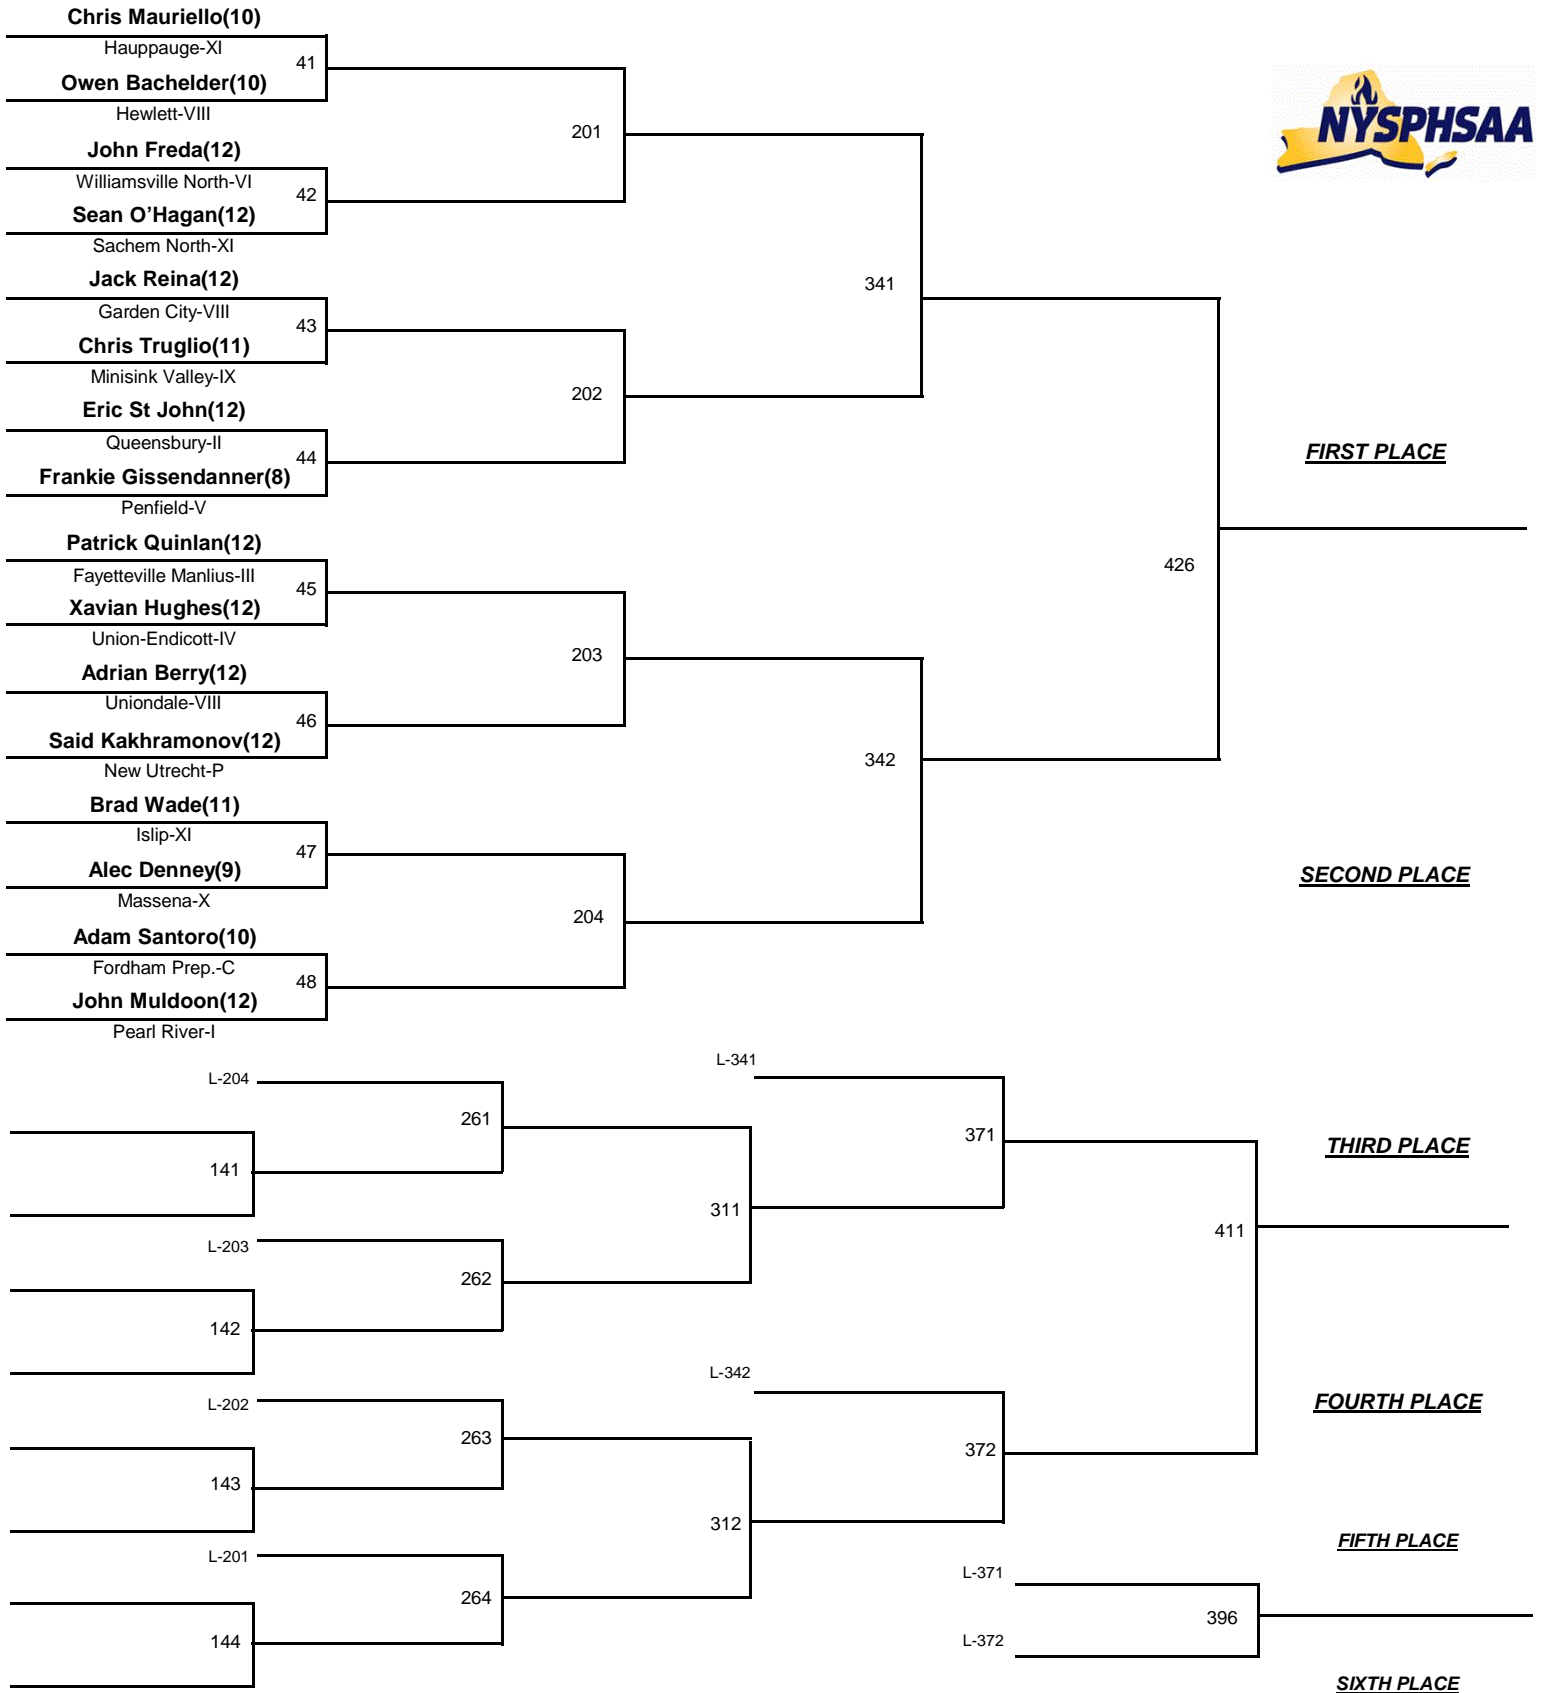 Chris Mauriello(10)
Hauppauge-XI
41
Owen Bachelder(10)
Hewlett-VIII
201
NYSPHSAA
John Freda(12)
Williamsville North-VI
42
Sean O’Hagan(12)
Sachem North-XI
Jack Reina(12)
341
Garden City-VIII
43
Chris Truglio(11)
Minisink Valley-IX
202
Eric St John(12)
Queensbury-II
44
FIRST PLACE
Frankie Gissendanner(8)
Penfield-V
Patrick Quinlan(12)
426
Fayetteville Manlius-III
45
Xavian Hughes(12)
Union-Endicott-IV
203
Adrian Berry(12)
Uniondale-VIII
46
Said Kakhramonov(12)
342
New Utrecht-P
Brad Wade(11)
Islip-XI
47
Alec Denney(9)
SECOND PLACE
Massena-X
204
Adam Santoro(10)
Fordham Prep.-C
48
John Muldoon(12)
Pearl River-I
L-341
L-204
261
371
THIRD PLACE
141
311
411
L-203
262
142
L-342
L-202
FOURTH PLACE
263
372
143
312
FIFTH PLACE
L-201
L-371
264
396
144
L-372
SIXTH PLACE